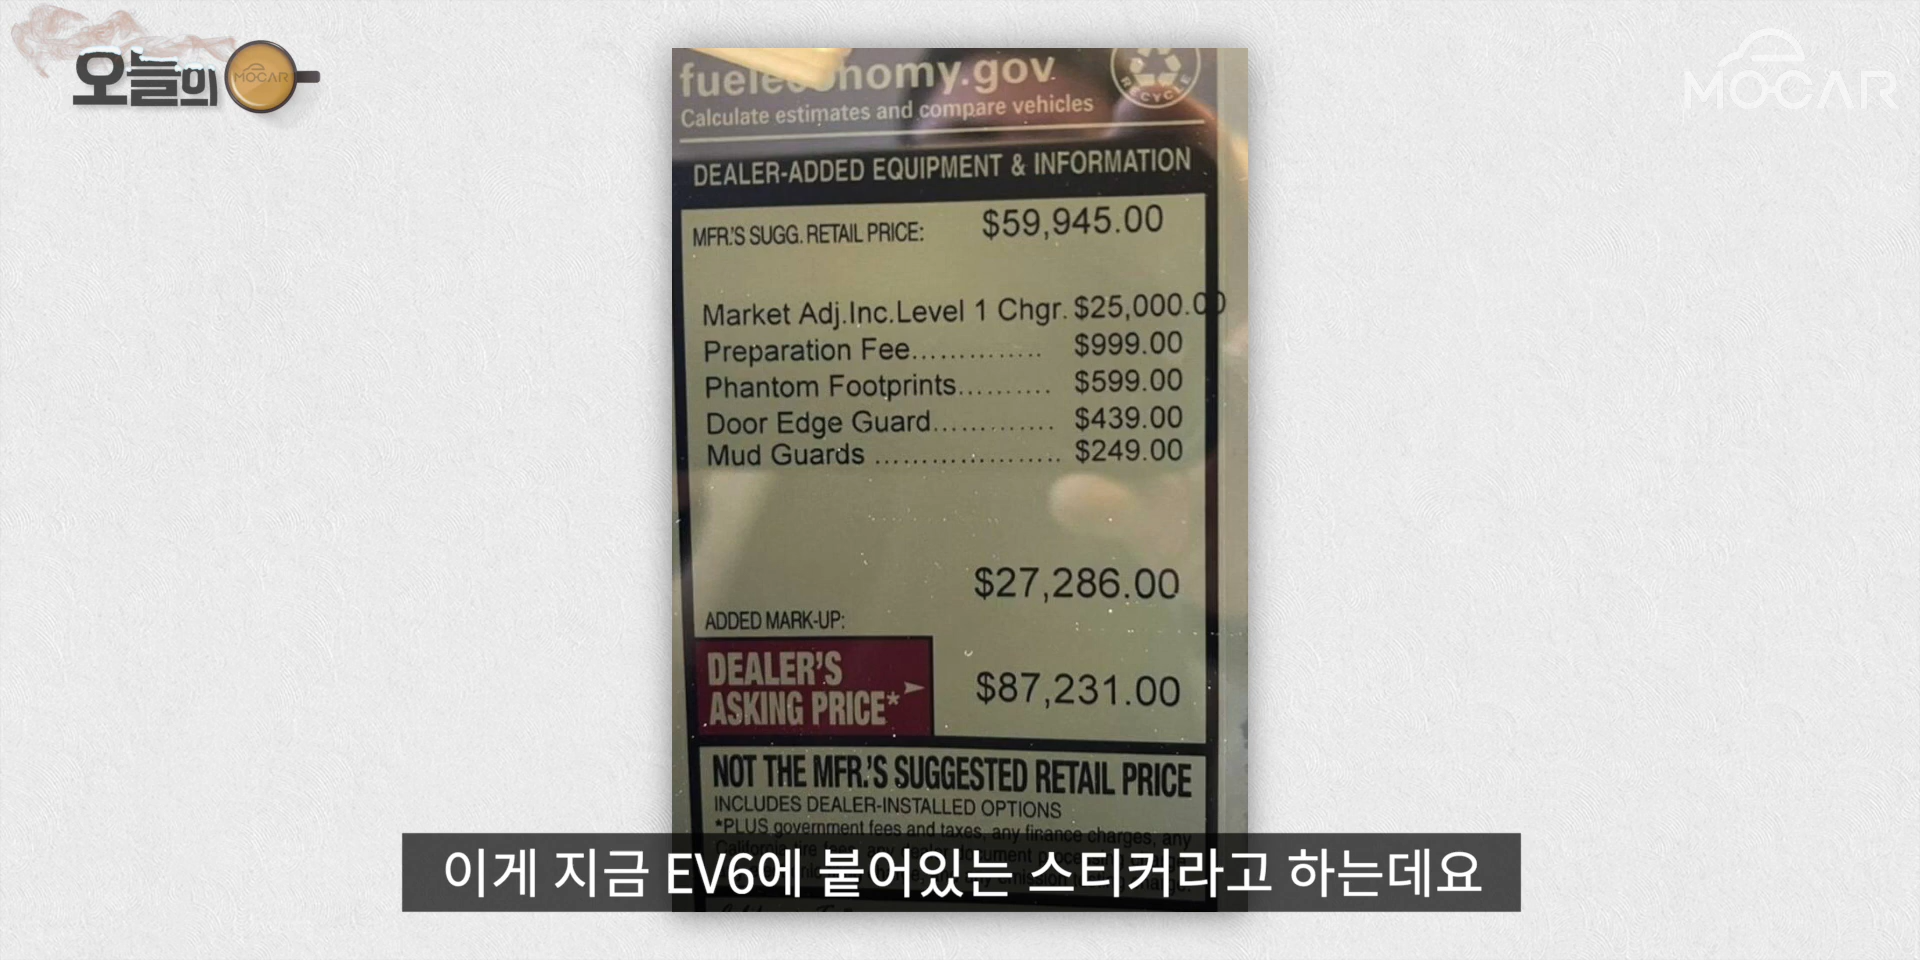 오늘의
MOCAR
MOCAR
nomy.gov
RECYCLE
Calculate estimates and compare vehicles
DEALER-ADDED EQUIPMENT & INFORMATION
MFR.'S SUGG. RETAIL PRICE: $59,945.00
Market Adj.Inc.Level 1 Chgr. $25,000.00
Preparation Fee.............. $999.00
Phantom Footprints.......... $599.00
Door Edge Guard............. $439.00
Mud Guards .................... $249.00
$27,286.00
ADDED MARK-UP:
DEALER'S
ASKING PRICE* $87,231.00
NOT THE MFR.'S SUGGESTED RETAIL PRICE
INCLUDES DEALER-INSTALLED OPTIONS
*PLUS government fees and taxes, any finance charges, any
이게 지금 EV6에 붙어있는 스티커라고 하는데요